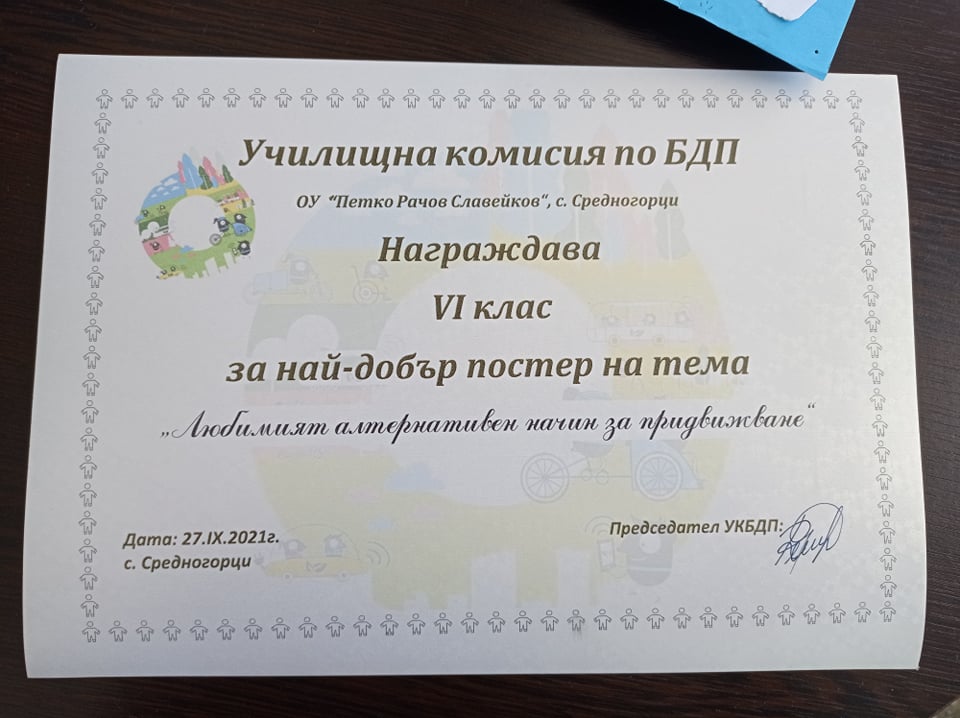 Училищна комисия по БДП
ОУ “Петко Рачов Славейков“, с. Средногорци
Награждава
VI клас
за най-добър постер на тема
„Любимият алтернативен начин за придвижване“
Дата: 27.IX.2021г.
с. Средногорци
Председател УКБДП: